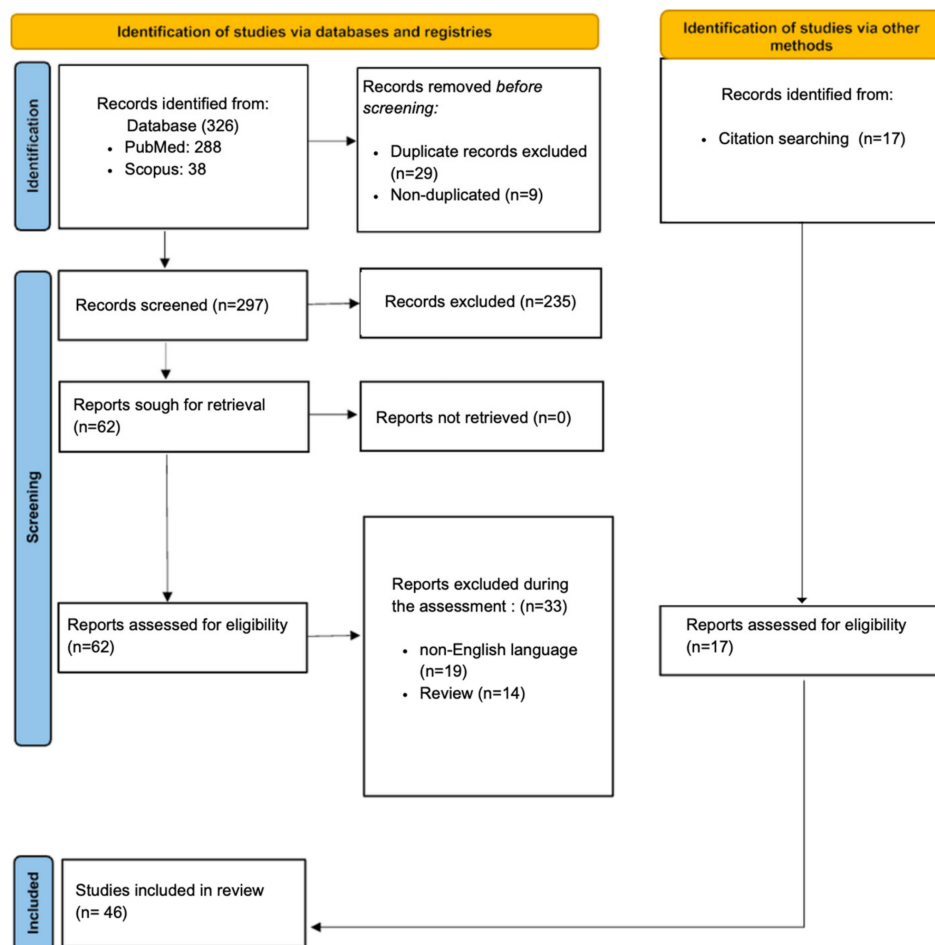 Identification of studies via databases and registries
Identification of studies via other
methods
Identification
Records identified from:
Database (326)
• PubMed: 288
• Scopus: 38
Records removed before
screening:
• Duplicate records excluded
(n=29)
• Non-duplicated (n=9)
Records identified from:
• Citation searching (n=17)
Screening
Records screened (n=297)
Records excluded (n=235)
Reports sough for retrieval
(n=62)
Reports not retrieved (n=0)
Reports assessed for eligibility
(n=62)
Reports excluded during
the assessment : (n=33)
• non-English language
(n=19)
• Review (n=14)
Reports assessed for eligibility
(n=17)
Included
Studies included in review
(n= 46)